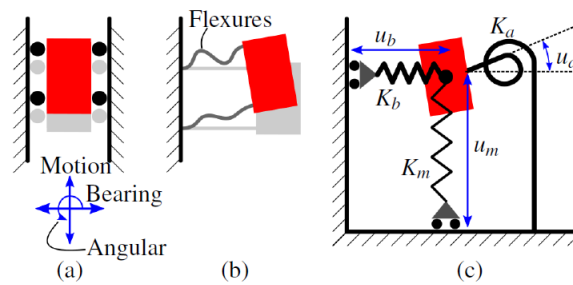 Flexures
Motion
Bearing
Angular
(a)
(b)
u_b
K_a
u_a
K_b
u_m
K_m
(c)